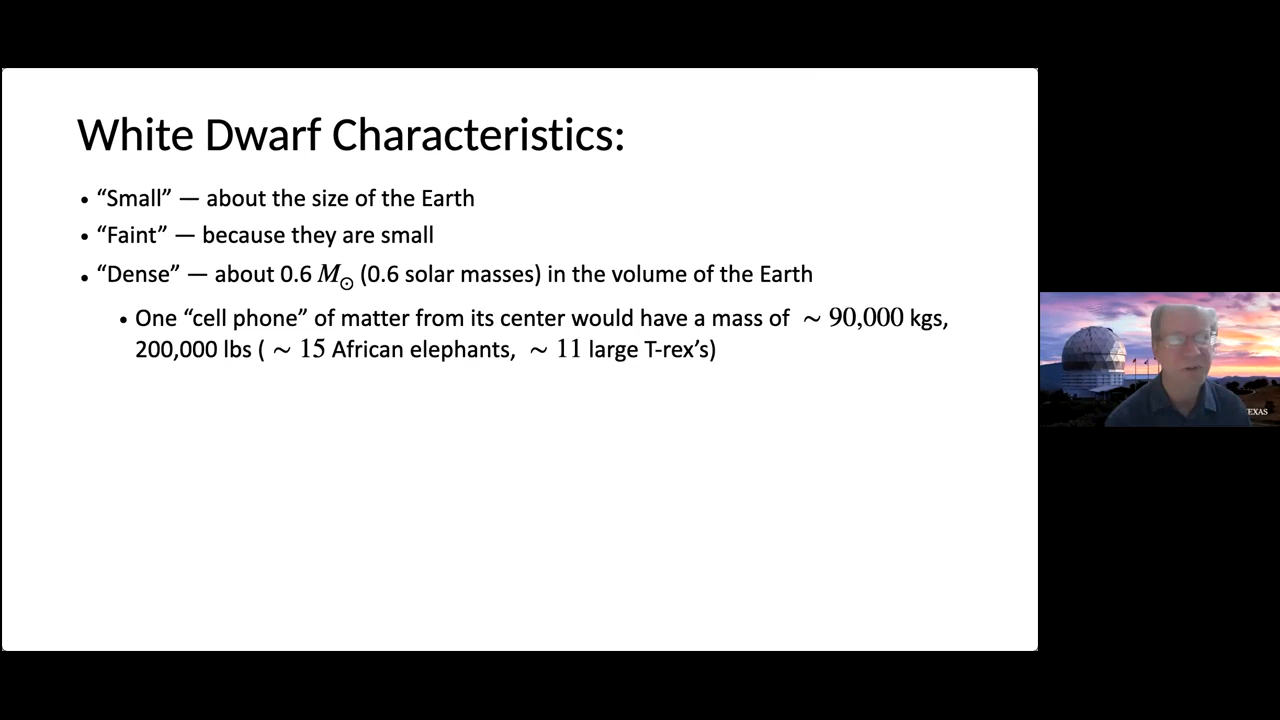 White Dwarf Characteristics:
• “Small” — about the size of the Earth
• “Faint” — because they are small
• “Dense” — about 0.6 M⊙ (0.6 solar masses) in the volume of the Earth
• One “cell phone” of matter from its center would have a mass of ~ 90,000 kgs,
200,000 lbs ( ~ 15 African elephants, ~ 11 large T-rex’s)